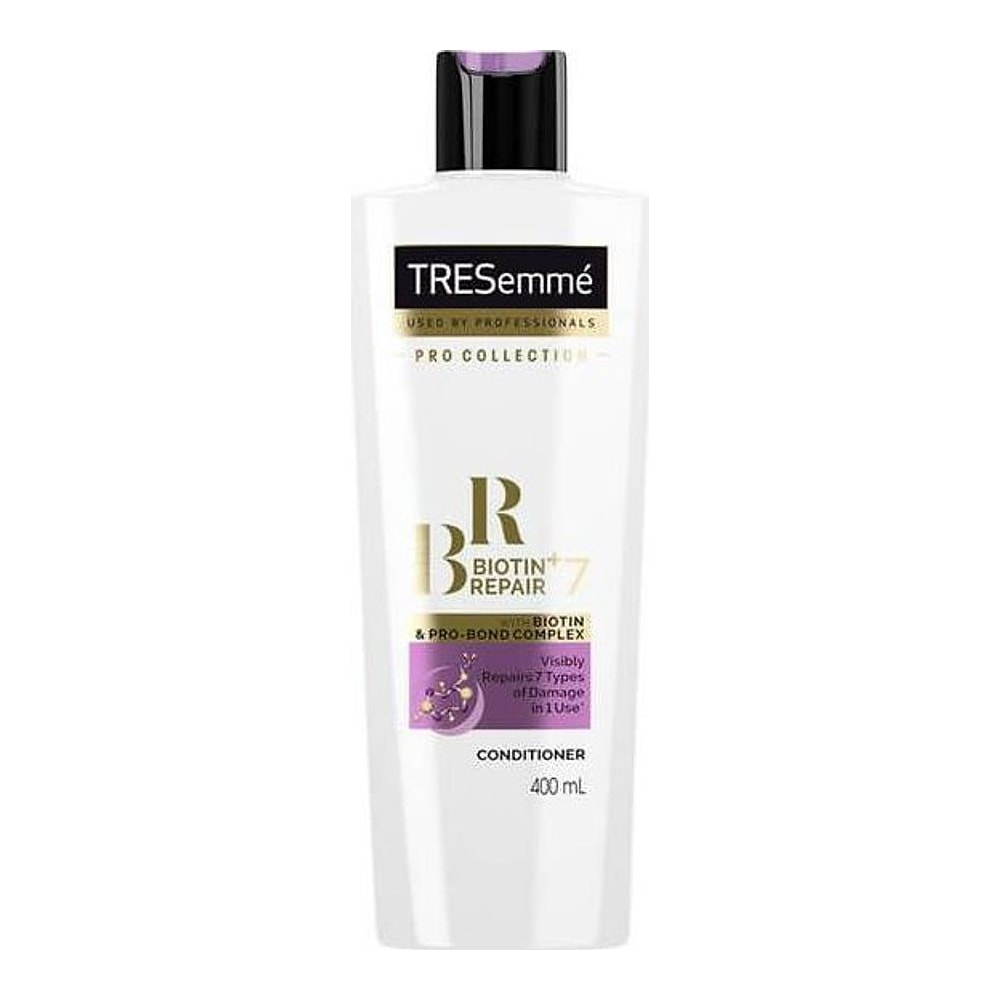 TRESemmé
USED BY PROFESSIONALS
PRO COLLECTION
BR
BIOTIN+7
REPAIR
WITH BIOTIN
& PRO-BOND COMPLEX
Visibly
Repairs 7 Types
of Damage
in 1 Use*
CONDITIONER
400 mL